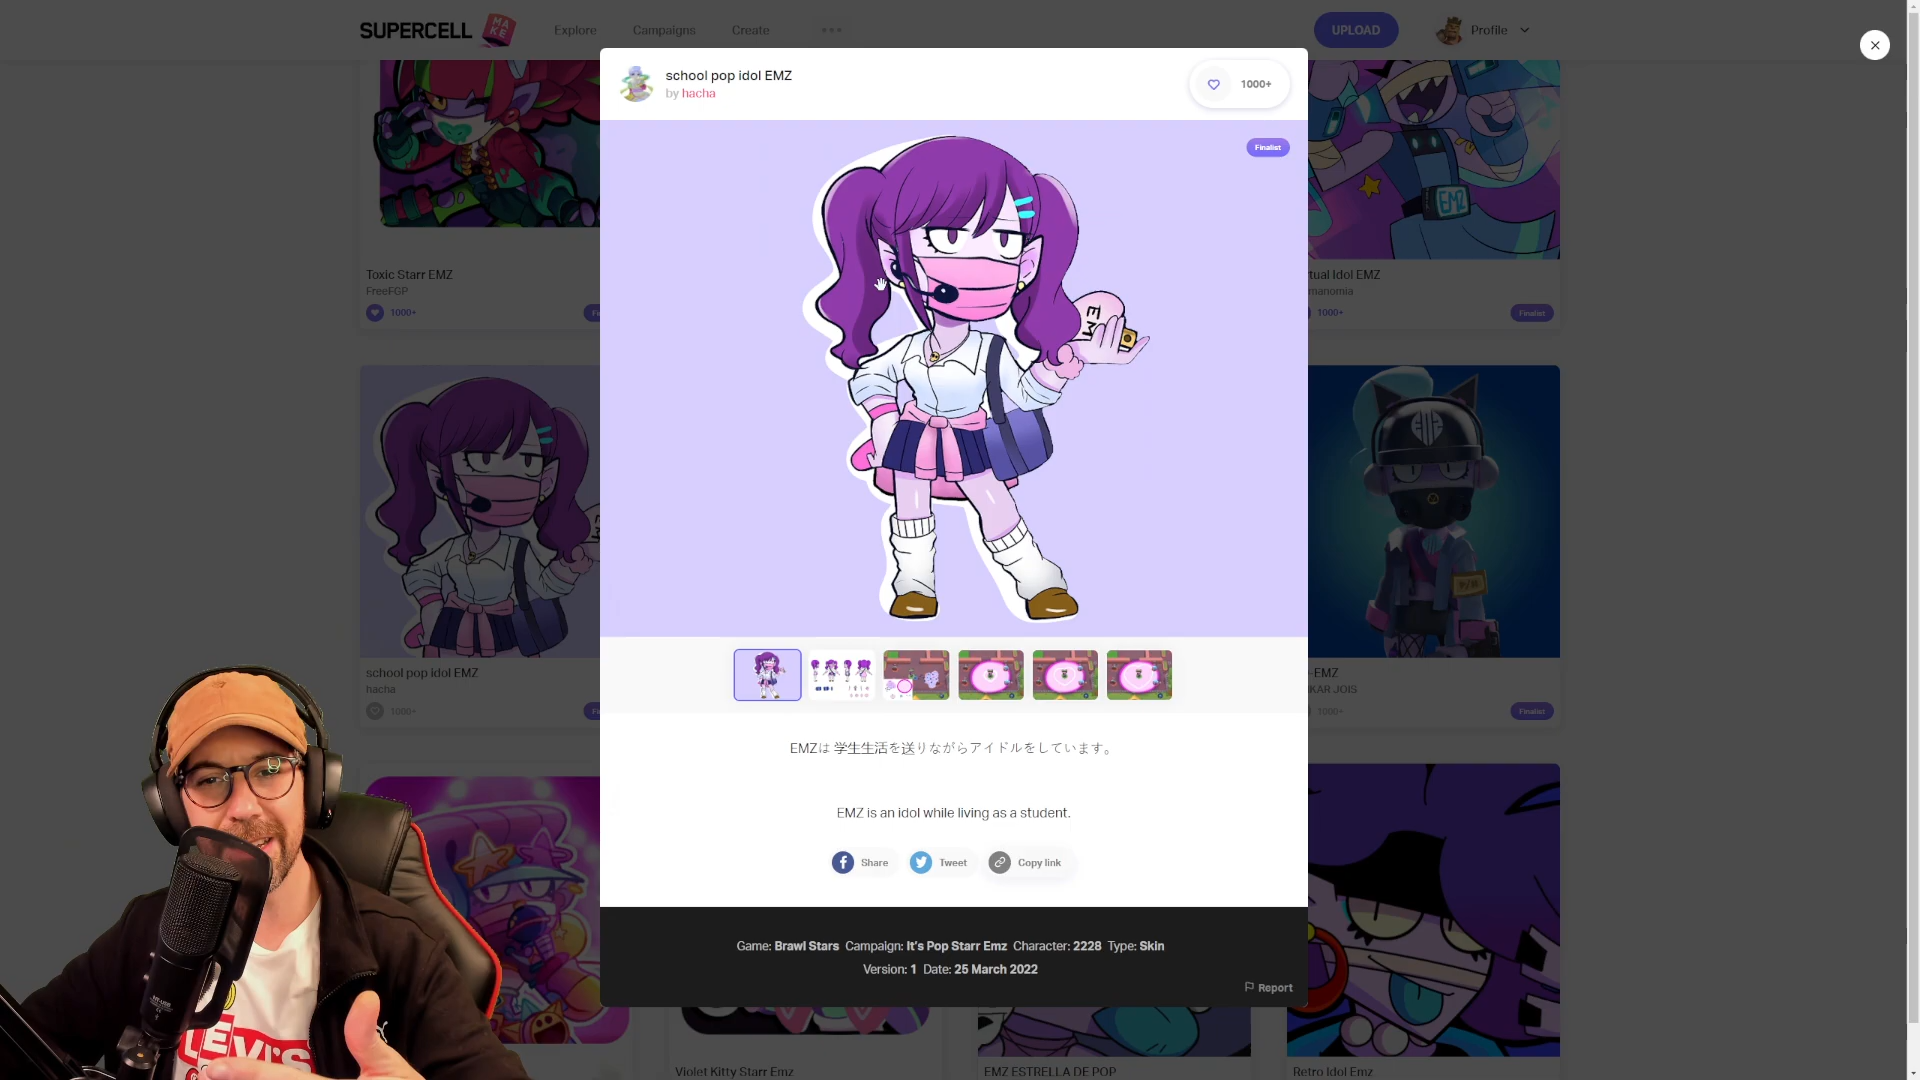 SUPERCELL
MAKE
Explore
Campaigns
Create
UPLOAD
Profile
school pop idol EMZ
by hacha
1000+
Finalist
EMZ
EMZ
Toxic Starr EMZ
FreeFGP
1000+
Idol EMZ
1000+
Finalist
school pop idol EMZ
hacha
1000+
P/N
-EMZ
JOIS
1000+
Finalist
EMZは 学生生活を送りながらアイドルをしています。
EMZ is an idol while living as a student.
Share
Tweet
Copy link
Game: Brawl Stars Campaign: It's Pop Starr Emz Character: 2228 Type: Skin
Version: 1 Date: 25 March 2022
Report
LEVI'S
Violet Kitty Starr Emz
EMZ ESTRELLA DE POP
Retro Idol Emz